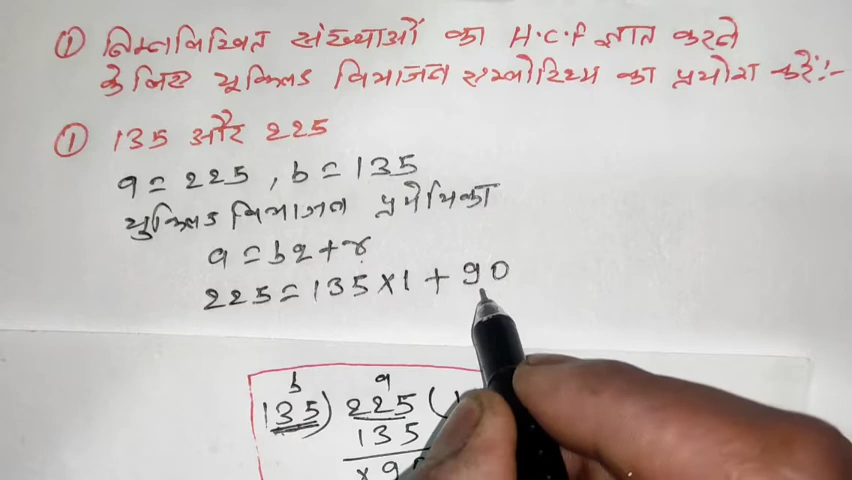 ① निम्नलिखित संख्याओं का H.C.F ज्ञात करने
के लिए यूक्लिड विभाजन एल्गोरिथ्म का प्रयोग करें:-
① 135 और 225
a = 225 , b = 135
युक्लिड विभाजन प्रमेयिका
a = bq + r
225 = 135 × 1 + 90
b a
135) 225 (
135
× 9